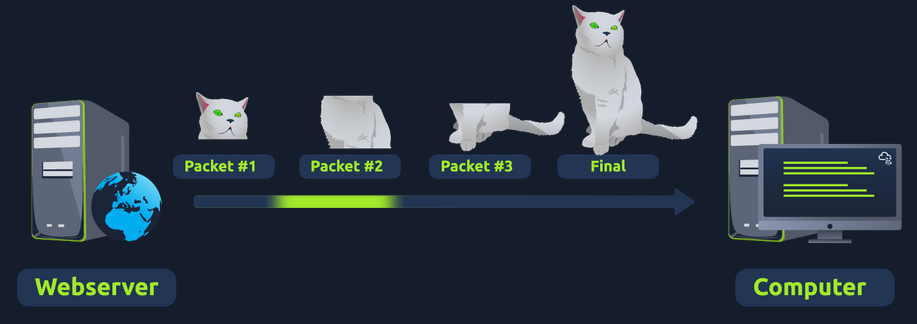 Packet #1
Packet #2
Packet #3
Final
Webserver
Computer